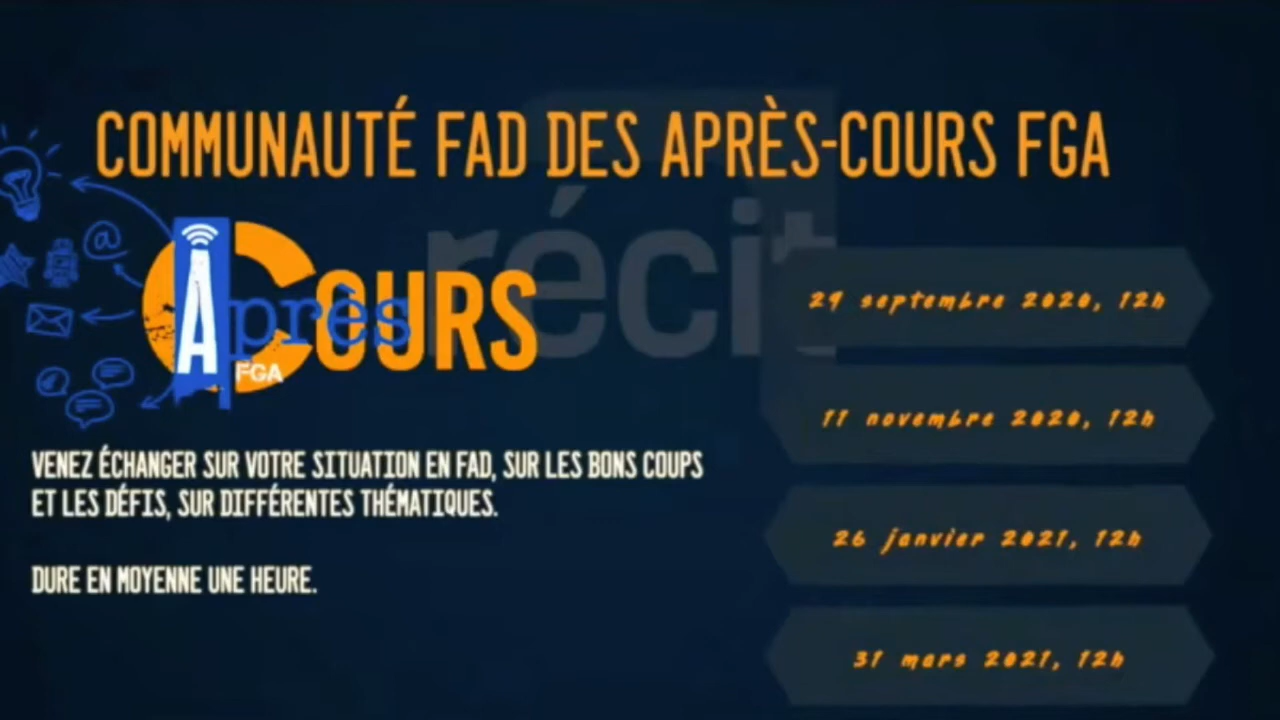 COMMUNAUTÉ FAD DES APRÈS-COURS FGA
récit
Après COURS
FGA
29 septembre 2020, 12h
11 novembre 2020, 12h
26 janvier 2021, 12h
31 mars 2021, 12h
VENEZ ÉCHANGER SUR VOTRE SITUATION EN FAD, SUR LES BONS COUPS
ET LES DÉFIS, SUR DIFFÉRENTES THÉMATIQUES.
DURE EN MOYENNE UNE HEURE.